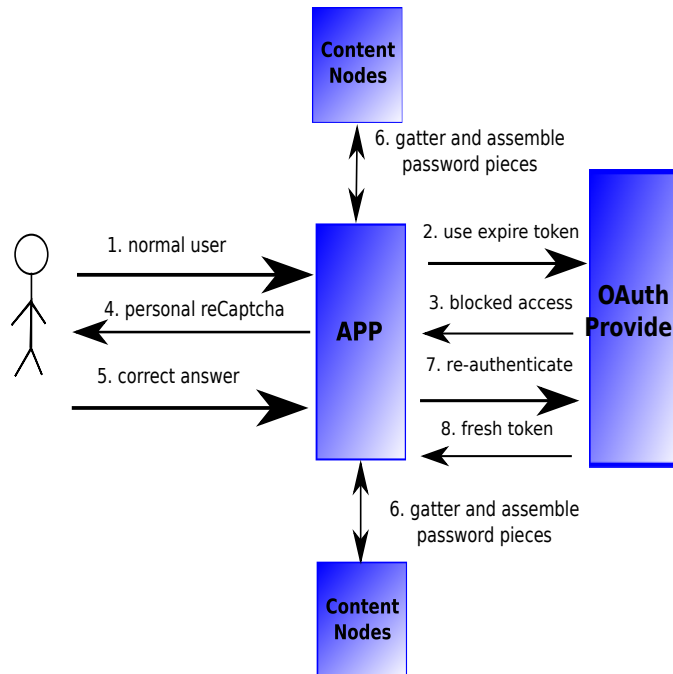 Content
Nodes
6. gatter and assemble
password pieces
1. normal user
2. use expire token
4. personal reCaptcha
3. blocked access
APP
OAuth
Provide
5. correct answer
7. re-authenticate
8. fresh token
6. gatter and assemble
password pieces
Content
Nodes